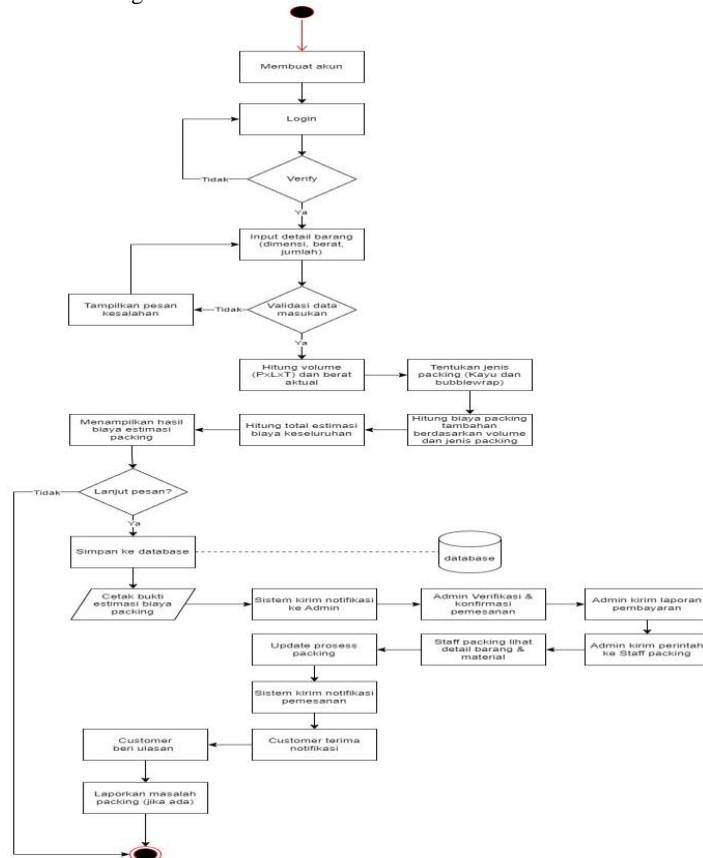 Membuat akun
Login
Tidak
Verify
Ya
Input detail barang
(dimensi, berat,
jumlah)
Tampilkan pesan
kesalahan
Tidak
Validasi data
masukan
Ya
Hitung volume
(PxLxT) dan berat
aktual
Tentukan jenis
packing (Kayu dan
bubblewrap)
Menampilkan hasil
biaya estimasi
packing
Hitung total estimasi
biaya keseluruhan
Hitung biaya packing
tambahan
berdasarkan volume
dan jenis packing
Tidak
Lanjut pesan?
Ya
Simpan ke database
database
Cetak bukti
estimasi biaya
packing
Sistem kirim notifikasi
ke Admin
Admin Verifikasi &
konfirmasi
pemesanan
Admin kirim laporan
pembayaran
Update prosess
packing
Staff packing lihat
detail barang &
material
Admin kirim perintah
ke Staff packing
Sistem kirim notifikasi
pemesanan
Customer
beri ulasan
Customer terima
notifikasi
Laporkan masalah
packing (jika ada)